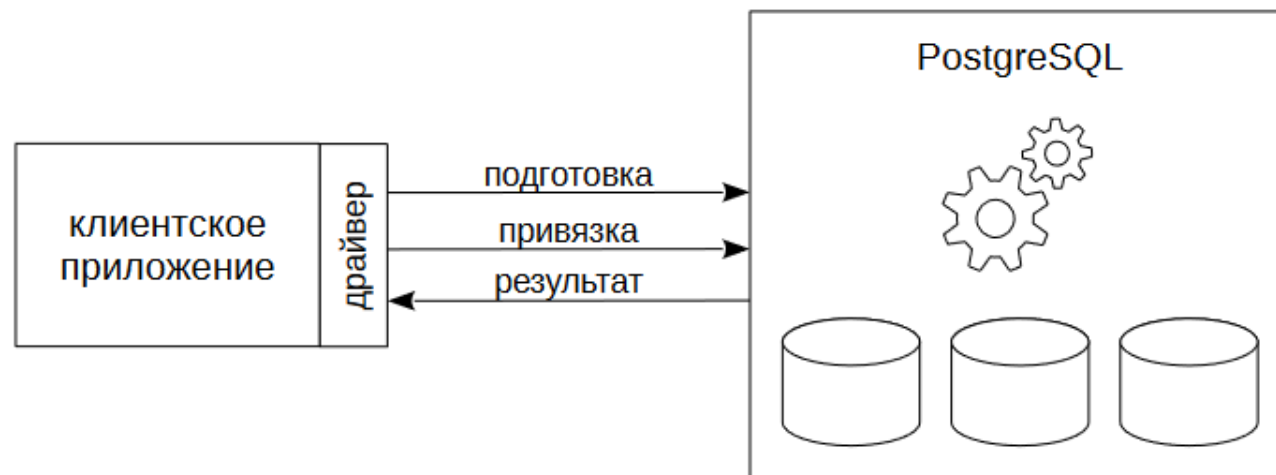 PostgreSQL
клиентское
приложение
драйвер
подготовка
привязка
результат